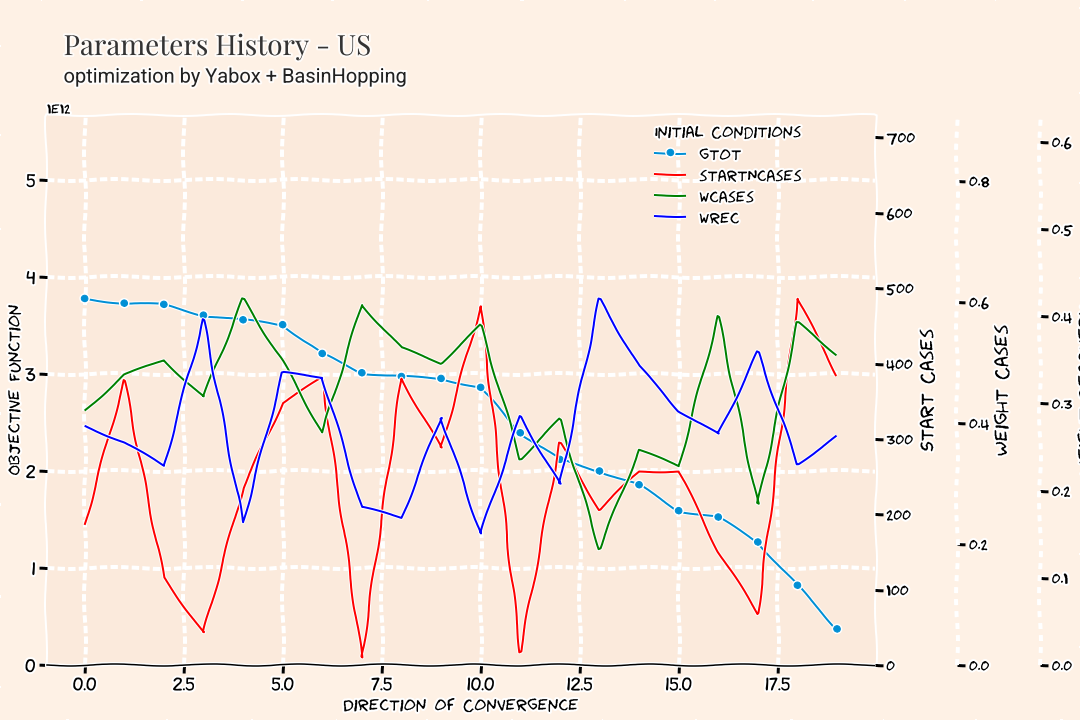 Parameters History - US
optimization by Yabox + BasinHopping
1E12
INITIAL CONDITIONS
GTOT
STARTNCASES
WCASES
WREC
5
4
3
2
1
0
OBJECTIVE FUNCTION
0.0 2.5 5.0 7.5 10.0 12.5 15.0 17.5
DIRECTION OF CONVERGENCE
700
600
500
400
300
200
100
0
START CASES
0.8
0.6
0.4
0.2
0.0
WEIGHT CASES
0.6
0.5
0.4
0.3
0.2
0.1
0.0